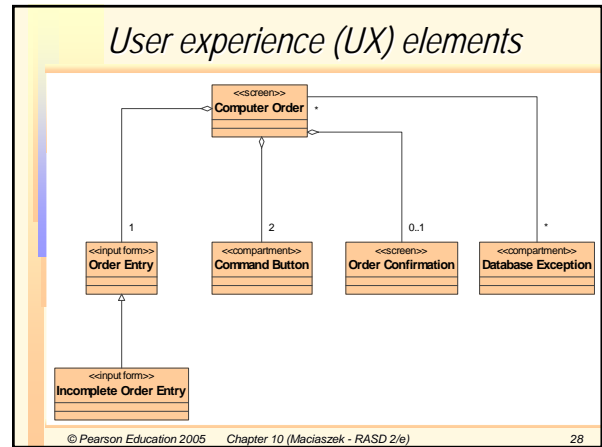 User experience (UX) elements
<<screen>>
Computer Order
*
1
2
0..1
*
<<input form>>
Order Entry
<<compartment>>
Command Button
<<screen>>
Order Confirmation
<<compartment>>
Database Exception
<<input form>>
Incomplete Order Entry
© Pearson Education 2005 Chapter 10 (Maciaszek - RASD 2/e) 28